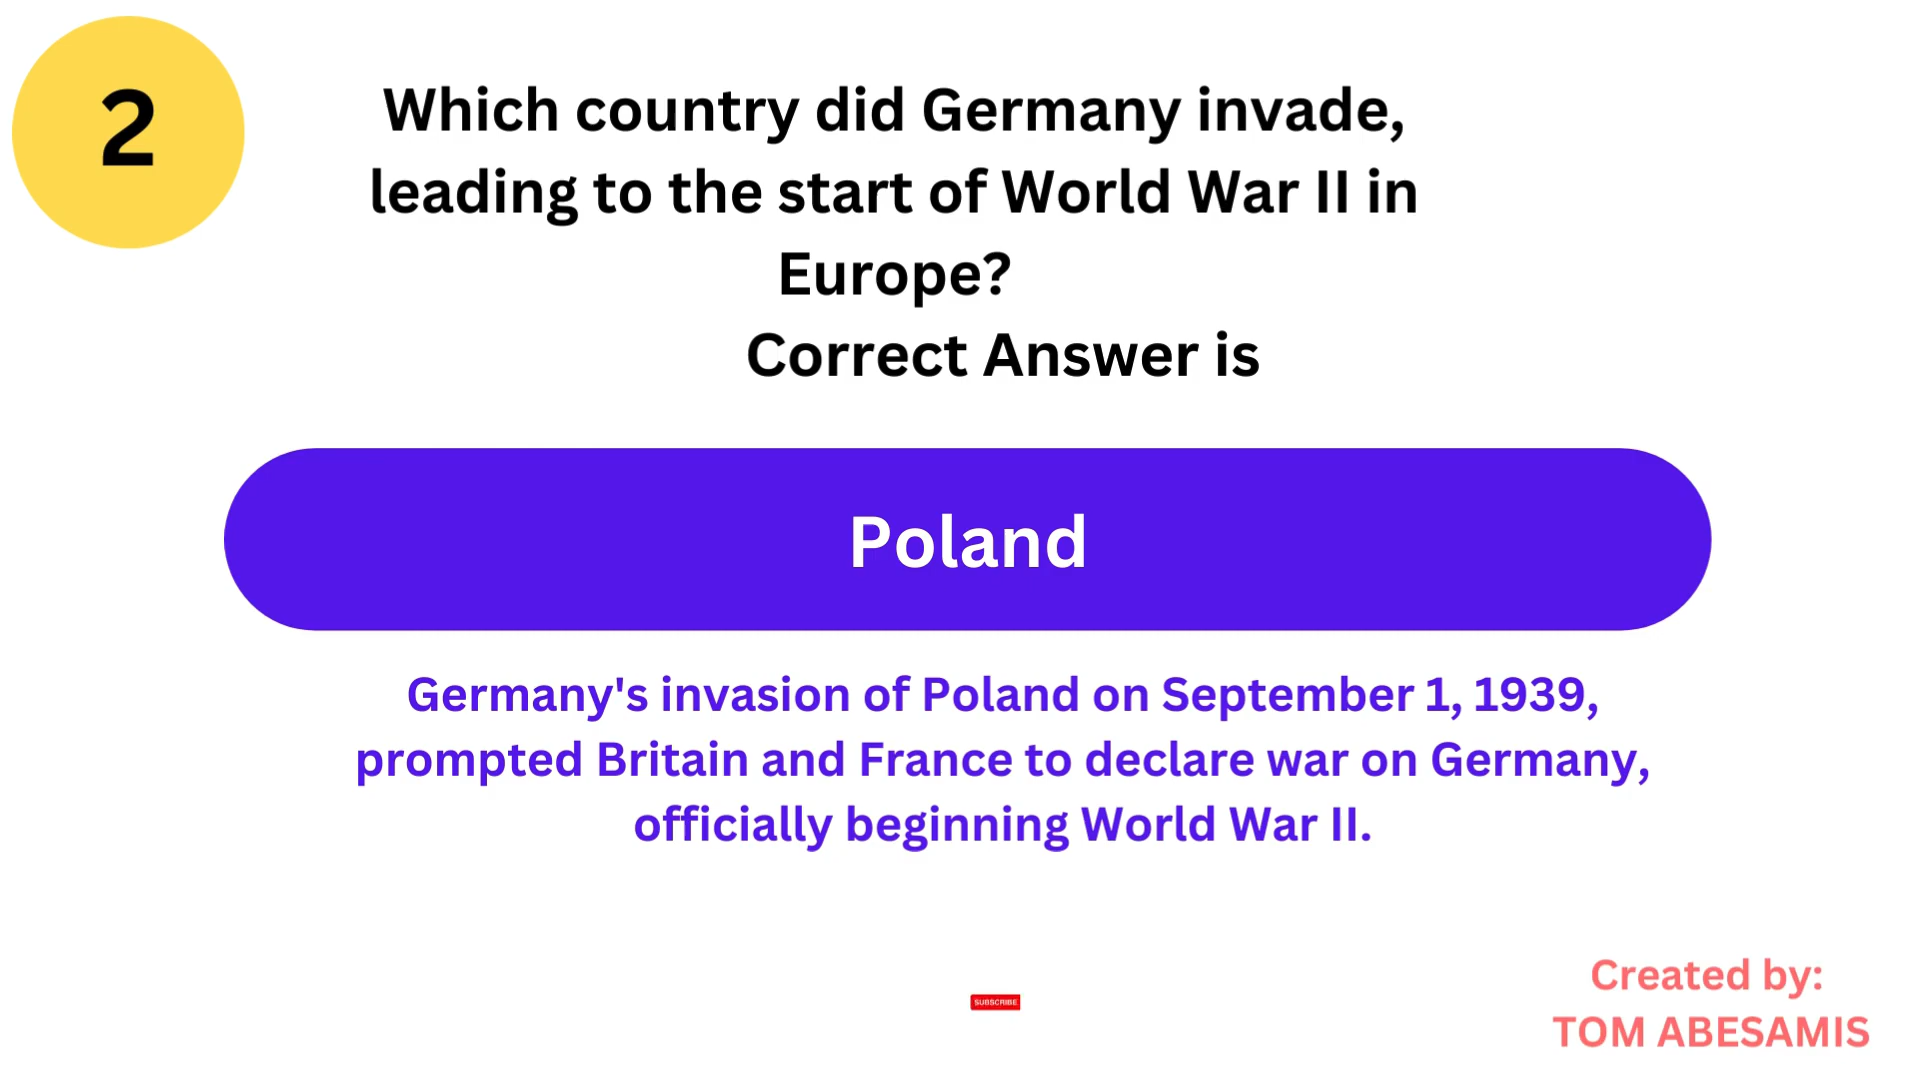 2
Which country did Germany invade,
leading to the start of World War II in
Europe?
Correct Answer is
Poland
Germany's invasion of Poland on September 1, 1939,
prompted Britain and France to declare war on Germany,
officially beginning World War II.
SUBSCRIBE
Created by:
TOM ABESAMIS